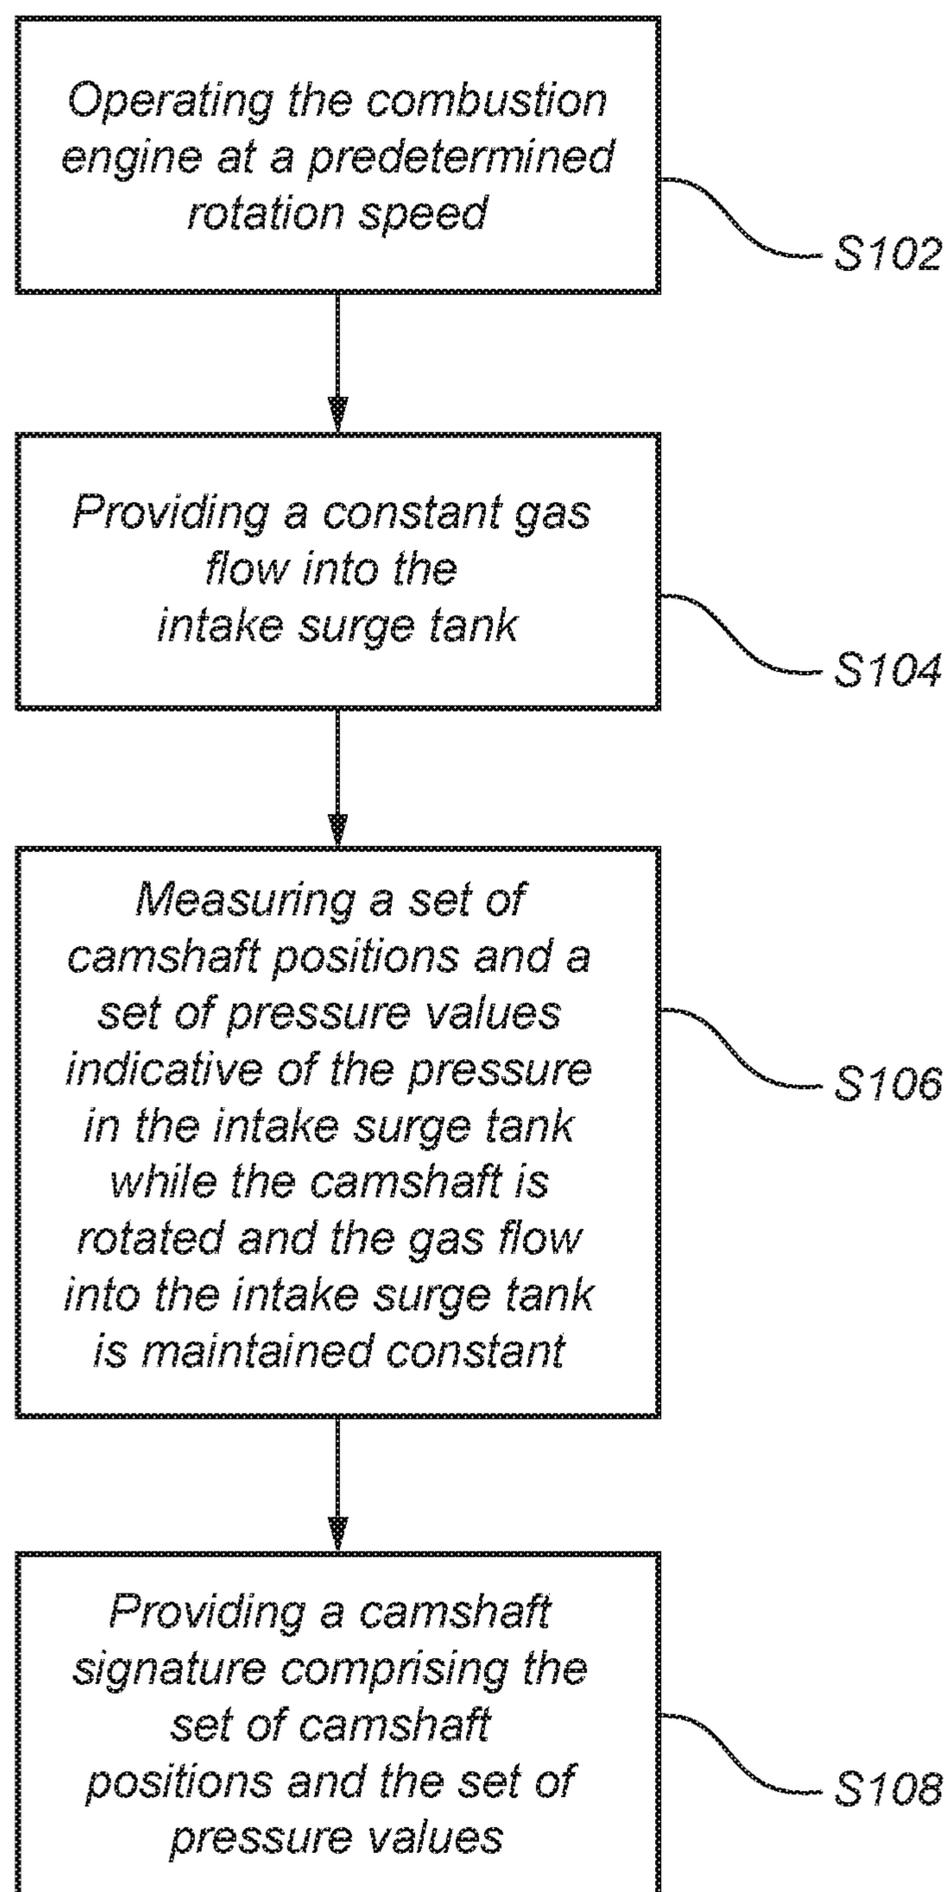 Operating the combustion
engine at a predetermined
rotation speed
S102
Providing a constant gas
flow into the
intake surge tank
S104
Measuring a set of
camshaft positions and a
set of pressure values
indicative of the pressure
in the intake surge tank
while the camshaft is
rotated and the gas flow
into the intake surge tank
is maintained constant
S106
Providing a camshaft
signature comprising the
set of camshaft
positions and the set of
pressure values
S108